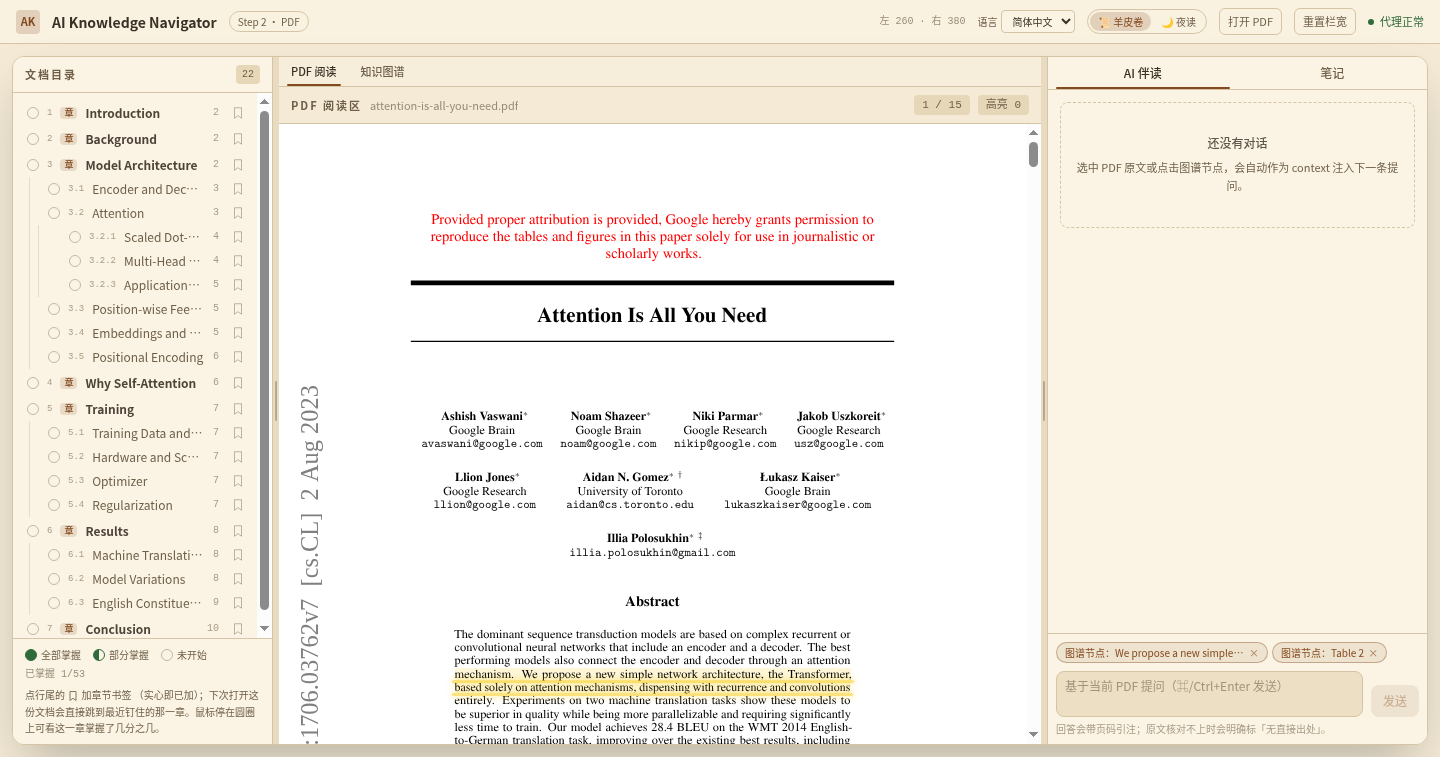 AK AI Knowledge Navigator Step 2 · PDF 左 260 · 右 380 语言 简体中文 📜 羊皮卷 🌙 夜读 打开 PDF 重置栏宽 代理正常
文档目录 22
1 章 Introduction 2
2 章 Background 2
3 章 Model Architecture 2
3.1 Encoder and Dec··· 3
3.2 Attention 3
3.2.1 Scaled Dot-··· 4
3.2.2 Multi-Head ··· 4
3.2.3 Application··· 5
3.3 Position-wise Fee··· 5
3.4 Embeddings and ··· 5
3.5 Positional Encoding 6
4 章 Why Self-Attention 6
5 章 Training 7
5.1 Training Data and··· 7
5.2 Hardware and Sc··· 7
5.3 Optimizer 7
5.4 Regularization 7
6 章 Results 8
6.1 Machine Translati··· 8
6.2 Model Variations 8
6.3 English Constitue··· 9
7 章 Conclusion 10
全部掌握 部分掌握 未开始
已掌握 1/53
点行尾的 口 加章节书签 (实心即已加);下次打开这
份文档会直接跳到最近钉住的那一章。鼠标停在圆圈
上可看这一章掌握了几分之几。
PDF 阅读 知识图谱
PDF 阅读区 attention-is-all-you-need.pdf 1 / 15 高亮 0
Provided proper attribution is provided, Google hereby grants permission to
reproduce the tables and figures in this paper solely for use in journalistic or
scholarly works.
Attention Is All You Need
:1706.03762v7 [cs.CL] 2 Aug 2023
Ashish Vaswani* Noam Shazeer* Niki Parmar* Jakob Uszkoreit*
Google Brain Google Brain Google Research Google Research
avaswani@google.com noam@google.com nikip@google.com usz@google.com
Llion Jones* Aidan N. Gomez* † Łukasz Kaiser*
Google Research University of Toronto Google Brain
llion@google.com aidan@cs.toronto.edu lukaszkaiser@google.com
Illia Polosukhin* ‡
illia.polosukhin@gmail.com
Abstract
The dominant sequence transduction models are based on complex recurrent or
convolutional neural networks that include an encoder and a decoder. The best
performing models also connect the encoder and decoder through an attention
mechanism. We propose a new simple network architecture, the Transformer,
based solely on attention mechanisms, dispensing with recurrence and convolutions
entirely. Experiments on two machine translation tasks show these models to
be superior in quality while being more parallelizable and requiring significantly
less time to train. Our model achieves 28.4 BLEU on the WMT 2014 English-
to-German translation task, improving over the existing best results, including
AI 伴读 笔记
还没有对话
选中 PDF 原文或点击图谱节点，会自动作为 context 注入下一条提
问。
图谱节点: We propose a new simple··· × 图谱节点: Table 2 ×
基于当前 PDF 提问（⌘/Ctrl+Enter 发送） 发送
回答会带页码引注；原文核对不上时会明确标「无直接出处」。